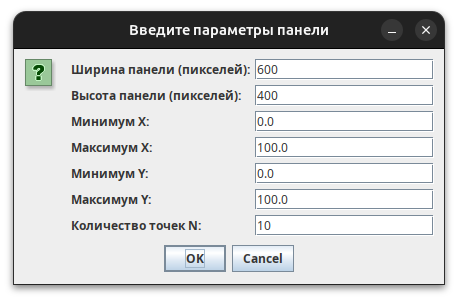 Введите параметры панели
?
Ширина панели (пикселей): 600
Высота панели (пикселей): 400
Минимум X: 0.0
Максимум X: 100.0
Минимум Y: 0.0
Максимум Y: 100.0
Количество точек N: 10
OK Cancel